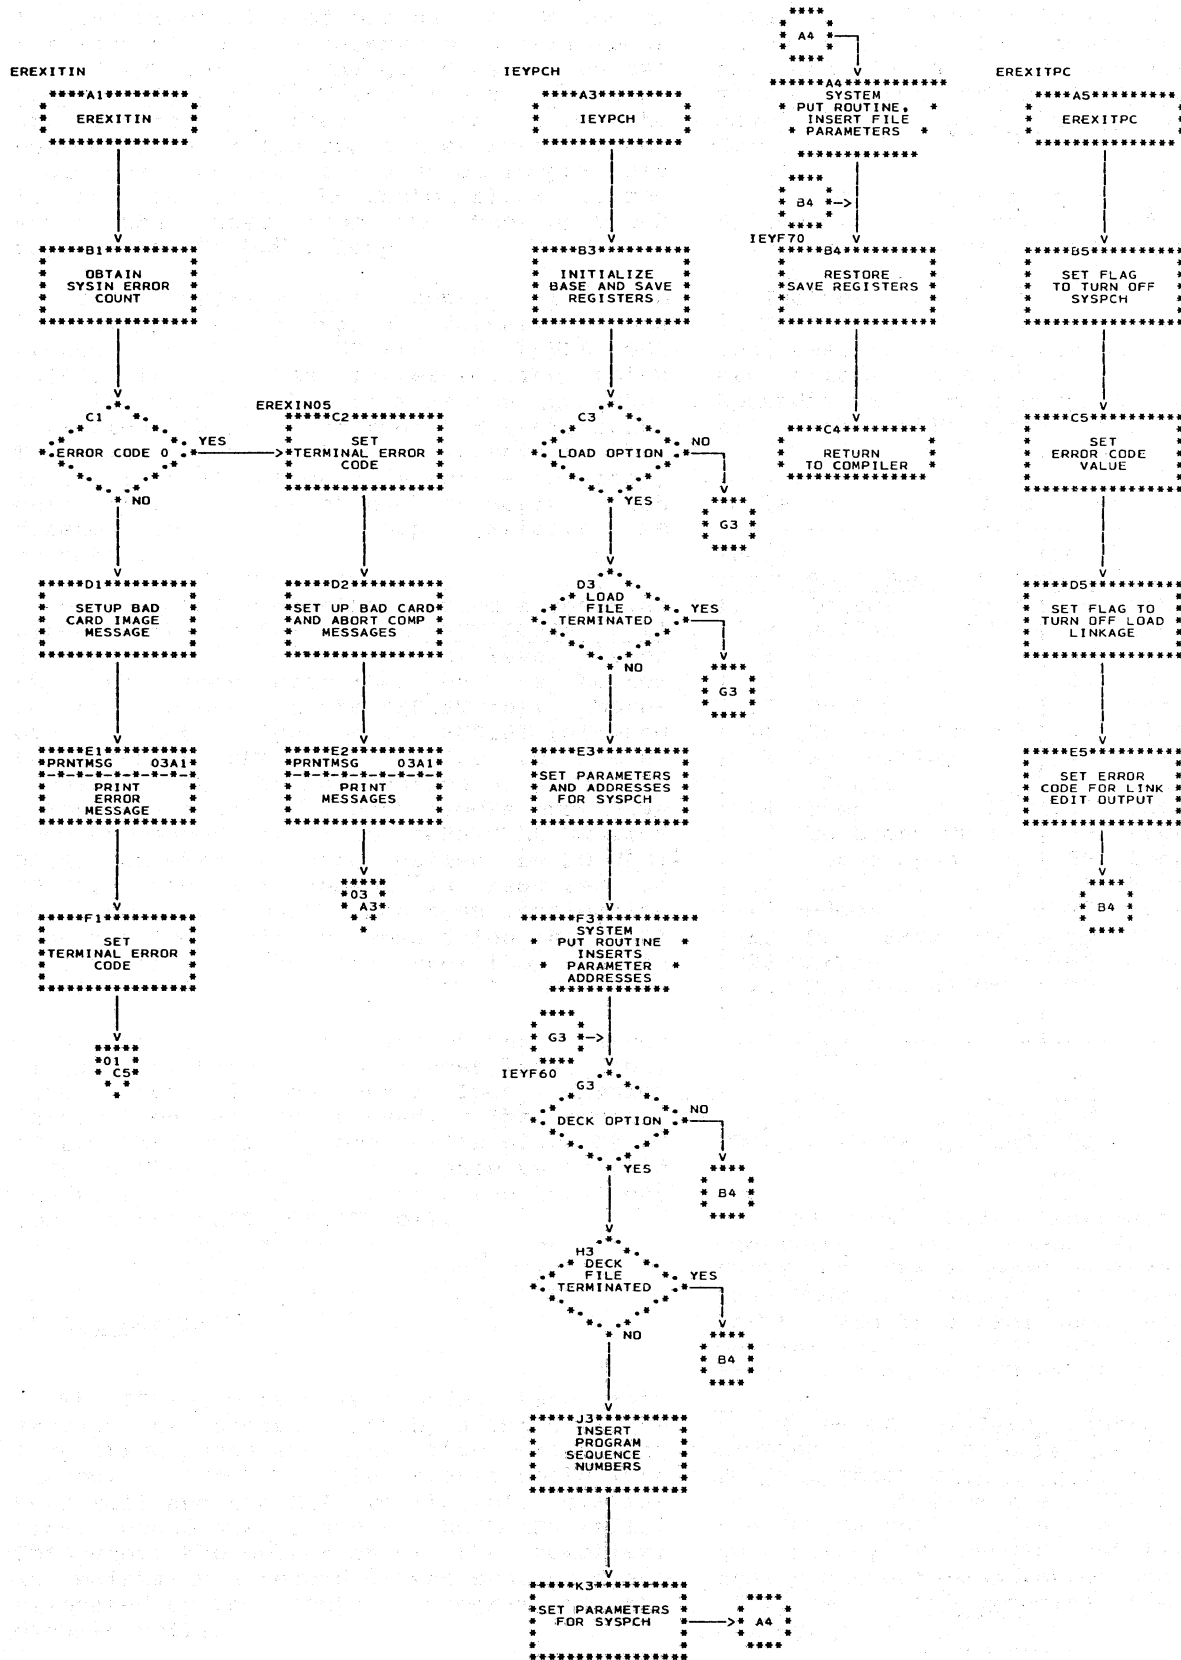 EREXITIN
A1
EREXITIN
B1
OBTAIN
SYSIN ERROR
COUNT
C1
ERROR CODE 0
YES
NO
D1
SETUP BAD
CARD IMAGE
MESSAGE
E1
PRNTMSG 03A1
PRINT
ERROR
MESSAGE
F1
SET
TERMINAL ERROR
CODE
01
C5
EREXIN05
C2
SET
TERMINAL ERROR
CODE
D2
SET UP BAD CARD
AND ABORT COMP
MESSAGES
E2
PRNTMSG 03A1
PRINT
MESSAGES
03
A3
IEYPCH
A3
IEYPCH
B3
INITIALIZE
BASE AND SAVE
REGISTERS
C3
LOAD OPTION
NO
G3
YES
D3
LOAD
FILE
TERMINATED
YES
G3
NO
E3
SET PARAMETERS
AND ADDRESSES
FOR SYSPCH
F3
SYSTEM
PUT ROUTINE
INSERTS
PARAMETER
ADDRESSES
G3
IEYF60
G3
DECK OPTION
NO
B4
YES
H3
DECK
FILE
TERMINATED
YES
B4
NO
J3
INSERT
PROGRAM
SEQUENCE
NUMBERS
K3
SET PARAMETERS
FOR SYSPCH
A4
A4
A4
SYSTEM
PUT ROUTINE.
INSERT FILE
PARAMETERS
B4
IEYF70
B4
RESTORE
SAVE REGISTERS
C4
RETURN
TO COMPILER
EREXITPC
A5
EREXITPC
B5
SET FLAG
TO TURN OFF
SYSPCH
C5
SET
ERROR CODE
VALUE
D5
SET FLAG TO
TURN OFF LOAD
LINKAGE
E5
SET ERROR
CODE FOR LINK
EDIT OUTPUT
B4